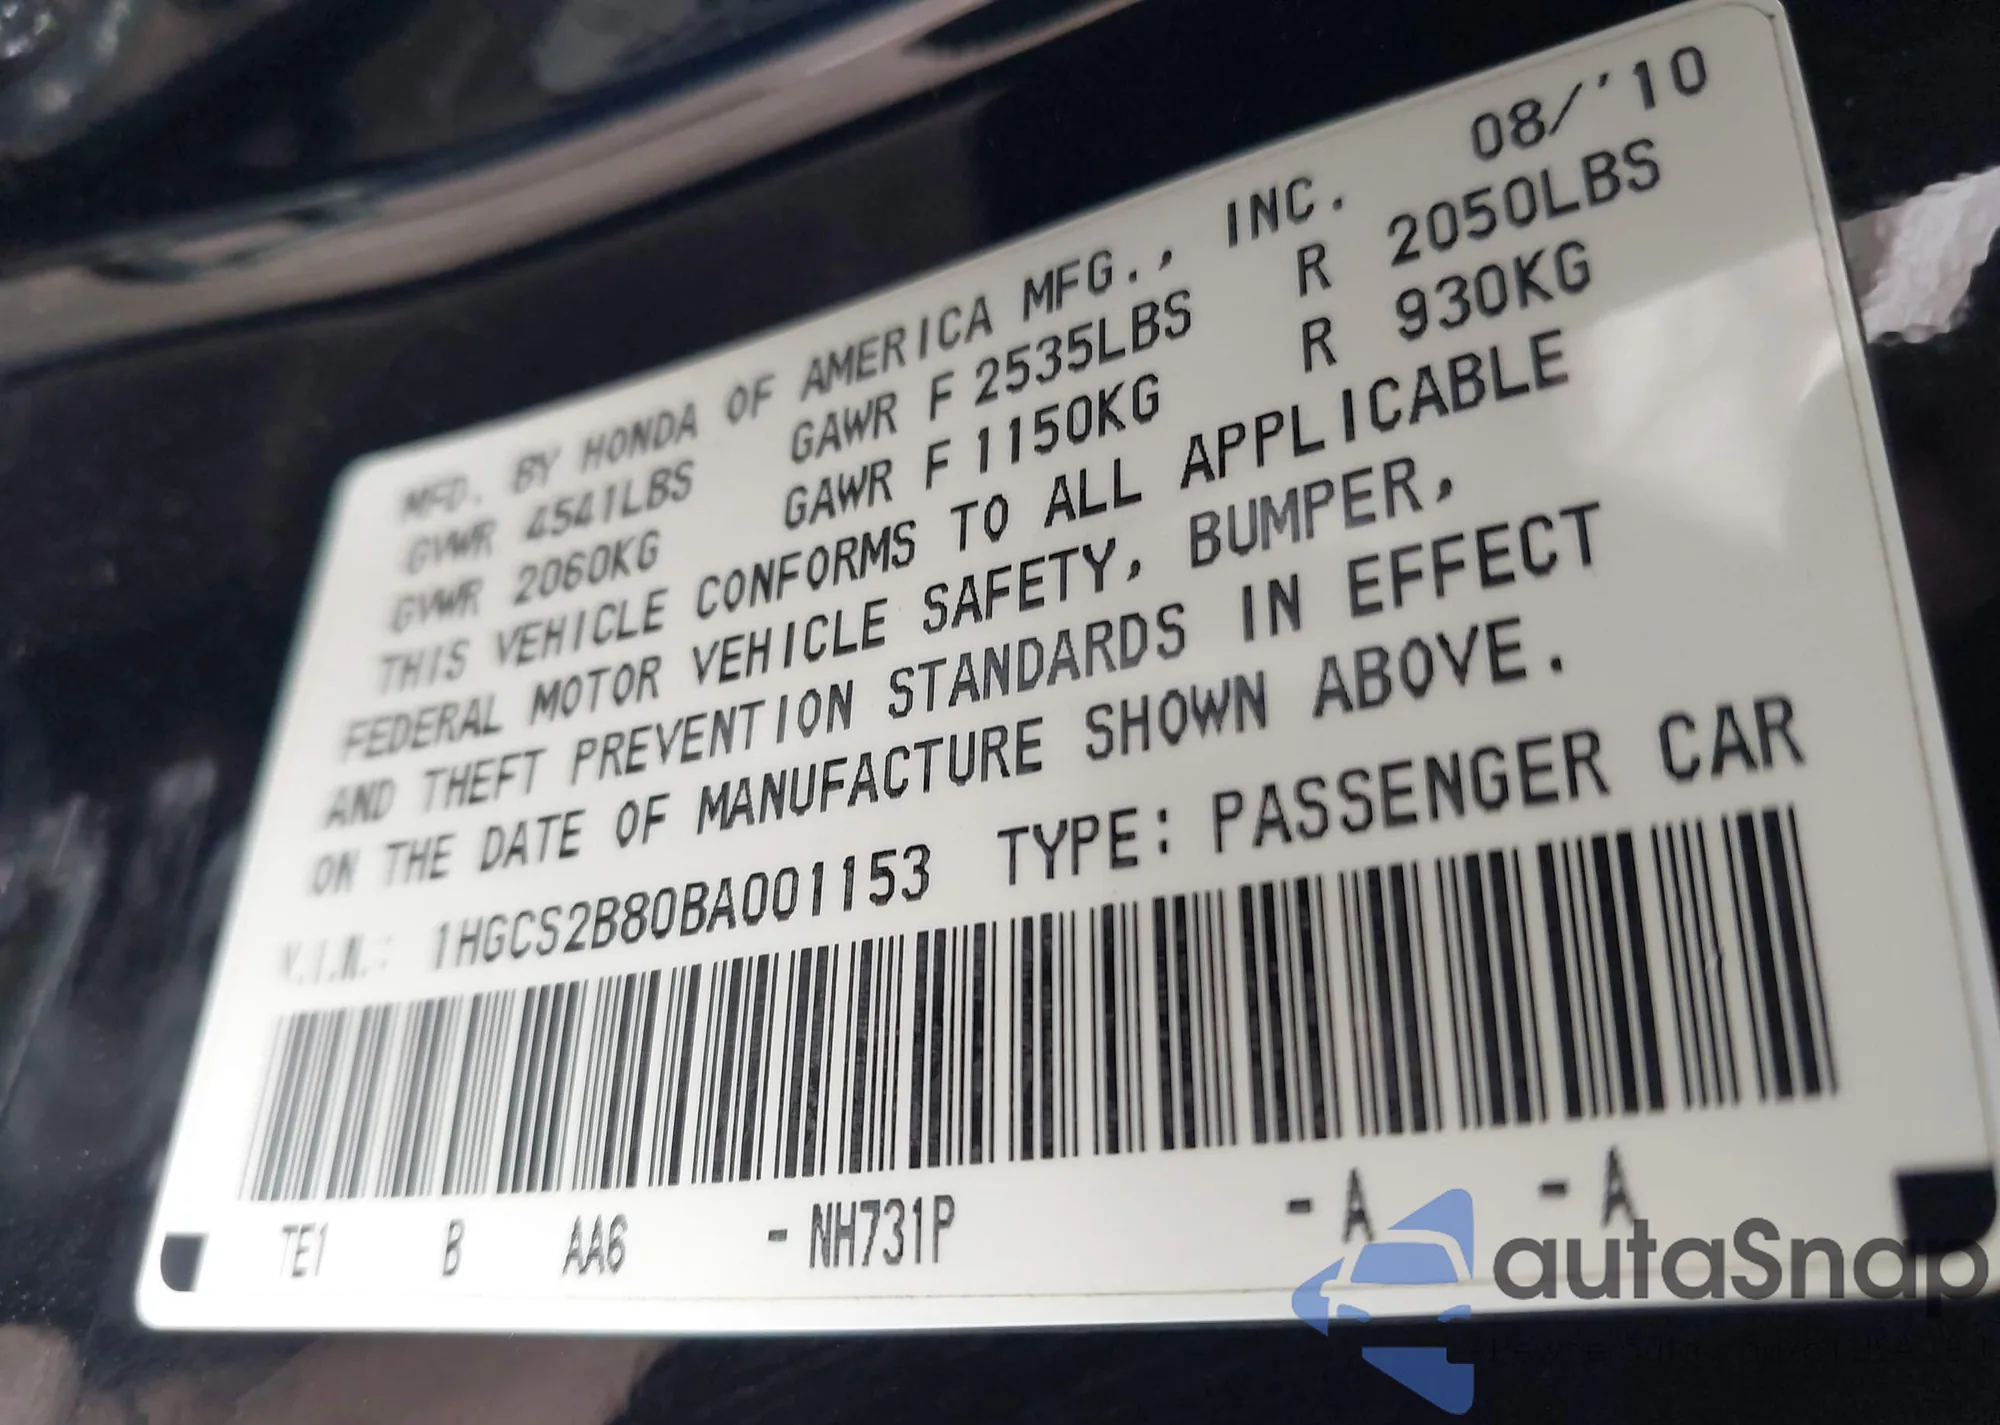 MFD. BY HONDA OF AMERICA MFG., INC. 08/'10
GVWR 4541LBS GAWR F 2535LBS R 2050LBS
GVWR 2060KG GAWR F 1150KG R 930KG
THIS VEHICLE CONFORMS TO ALL APPLICABLE
FEDERAL MOTOR VEHICLE SAFETY, BUMPER,
AND THEFT PREVENTION STANDARDS IN EFFECT
ON THE DATE OF MANUFACTURE SHOWN ABOVE.
V.I.N.: 1HGCS2B80BA001153 TYPE: PASSENGER CAR
TE1 B AA6 - NH731P - A - A
autaSnap